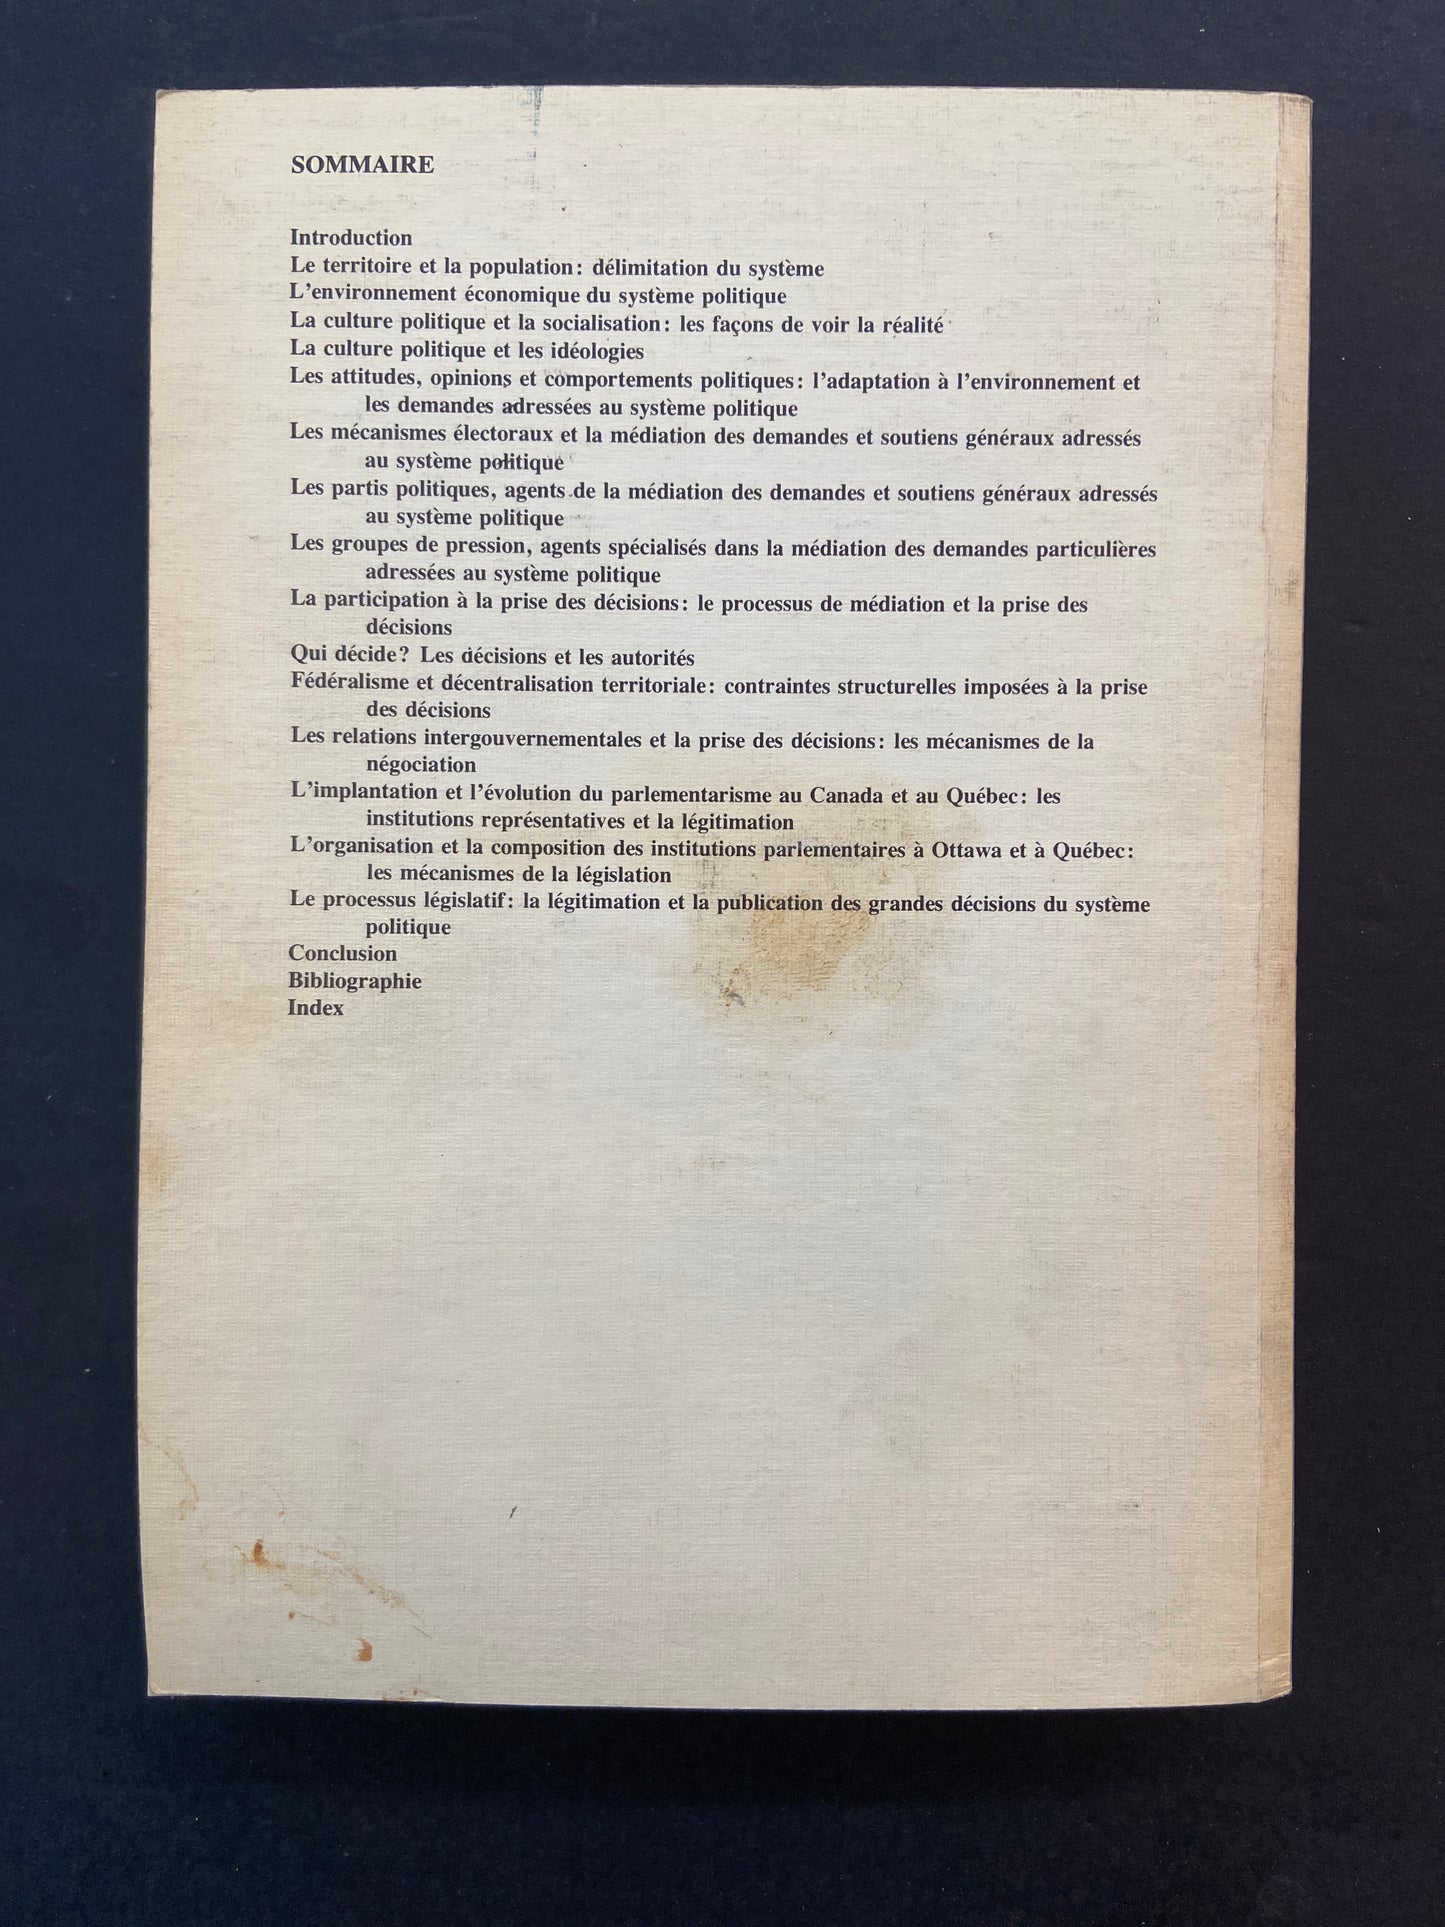 SOMMAIRE
Introduction
Le territoire et la population: délimitation du système
L'environnement économique du système politique
La culture politique et la socialisation: les façons de voir la réalité
La culture politique et les idéologies
Les attitudes, opinions et comportements politiques: l'adaptation à l'environnement et
les demandes adressées au système politique
Les mécanismes électoraux et la médiation des demandes et soutiens généraux adressés
au système politique
Les partis politiques, agents de la médiation des demandes et soutiens généraux adressés
au système politique
Les groupes de pression, agents spécialisés dans la médiation des demandes particulières
adressées au système politique
La participation à la prise des décisions: le processus de médiation et la prise des
décisions
Qui décide? Les décisions et les autorités
Fédéralisme et décentralisation territoriale: contraintes structurelles imposées à la prise
des décisions
Les relations intergouvernementales et la prise des décisions: les mécanismes de la
négociation
L'implantation et l'évolution du parlementarisme au Canada et au Québec: les
institutions représentatives et la légitimation
L'organisation et la composition des institutions parlementaires à Ottawa et à Québec:
les mécanismes de la législation
Le processus législatif: la légitimation et la publication des grandes décisions du système
politique
Conclusion
Bibliographie
Index